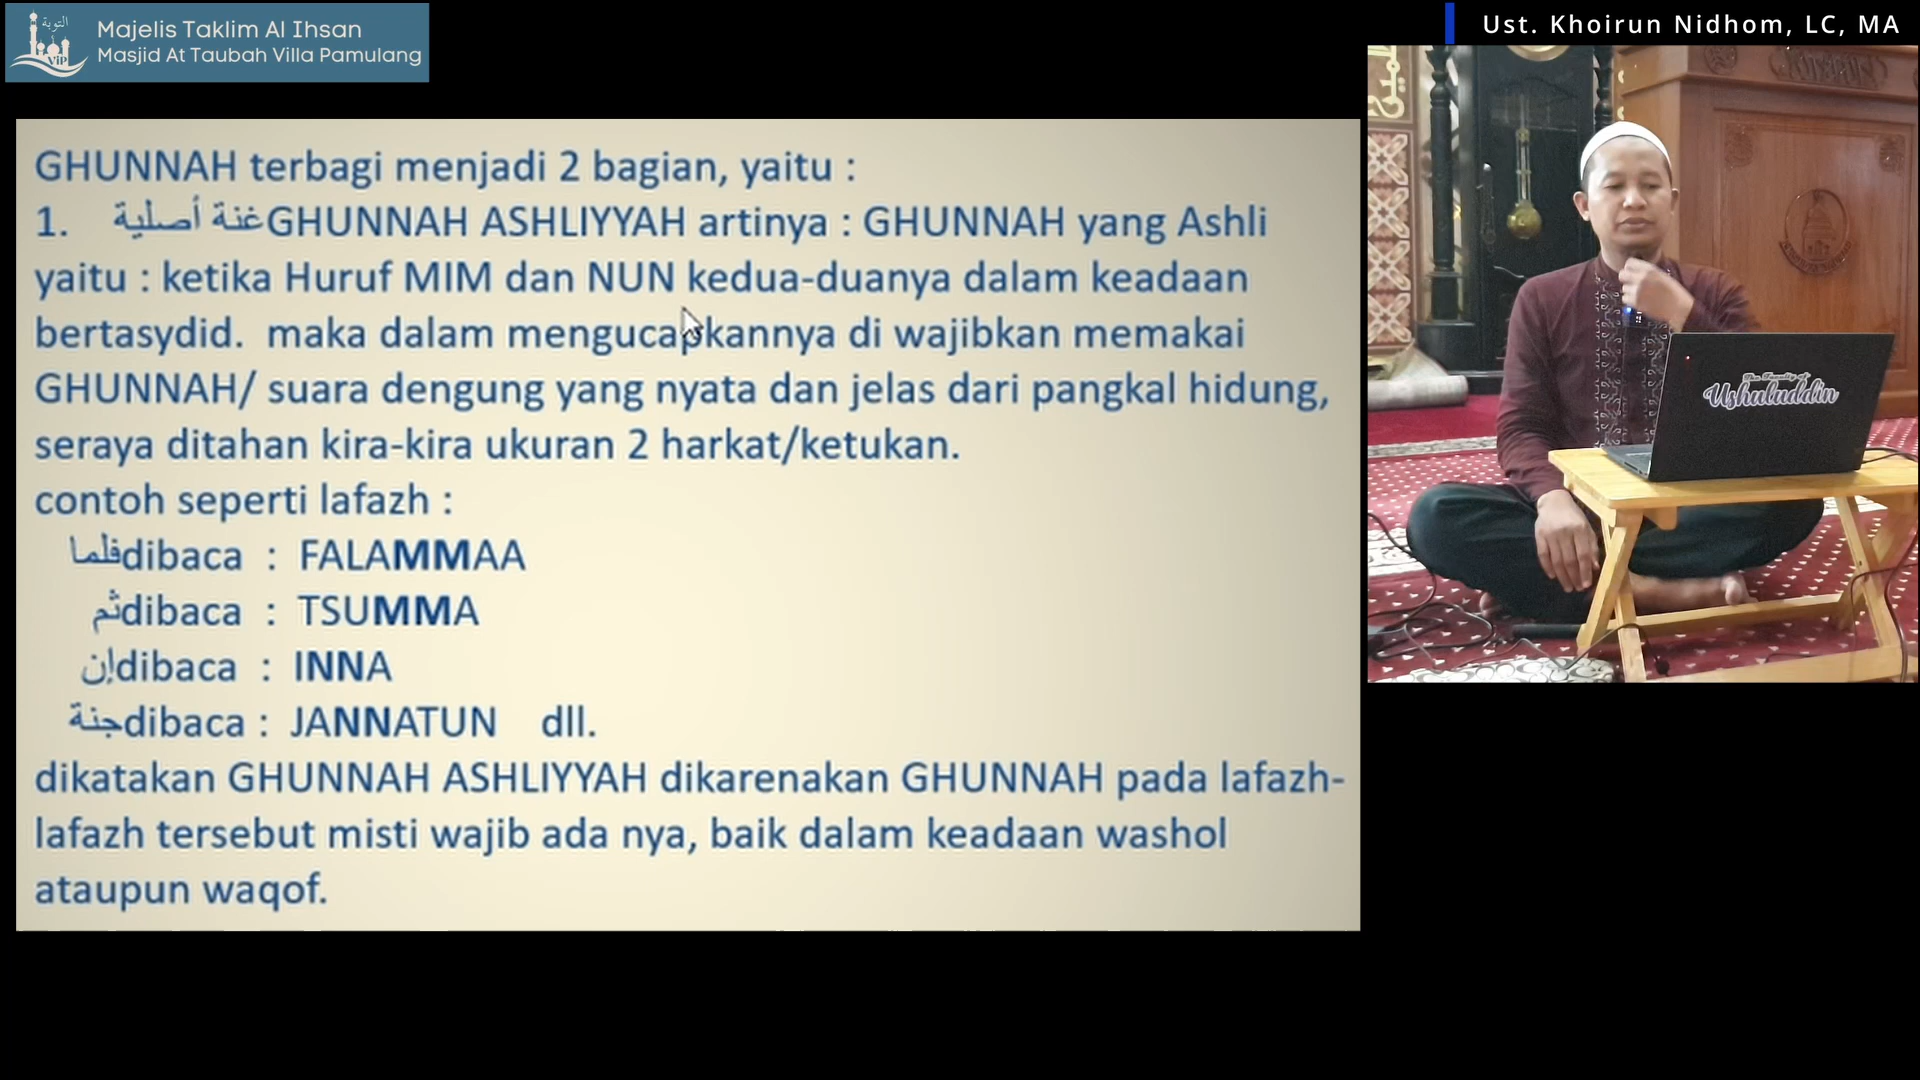 التوبة
ViP
Majelis Taklim Al Ihsan
Masjid At Taubah Villa Pamulang
Ust. Khoirun Nidhom, LC, MA
GHUNNAH terbagi menjadi 2 bagian, yaitu :
1. غنة أصلية GHUNNAH ASHLIYYAH artinya : GHUNNAH yang Ashli
yaitu : ketika Huruf MIM dan NUN kedua-duanya dalam keadaan
bertasydid. maka dalam mengucapkannya di wajibkan memakai
GHUNNAH/ suara dengung yang nyata dan jelas dari pangkal hidung,
seraya ditahan kira-kira ukuran 2 harkat/ketukan.
contoh seperti lafazh :
فلما dibaca : FALAMMAA
ثم dibaca : TSUMMA
إن dibaca : INNA
جنة dibaca : JANNATUN dll.
dikatakan GHUNNAH ASHLIYYAH dikarenakan GHUNNAH pada lafazh-
lafazh tersebut misti wajib ada nya, baik dalam keadaan washol
ataupun waqof.
The Faculty of
Ushuluddin